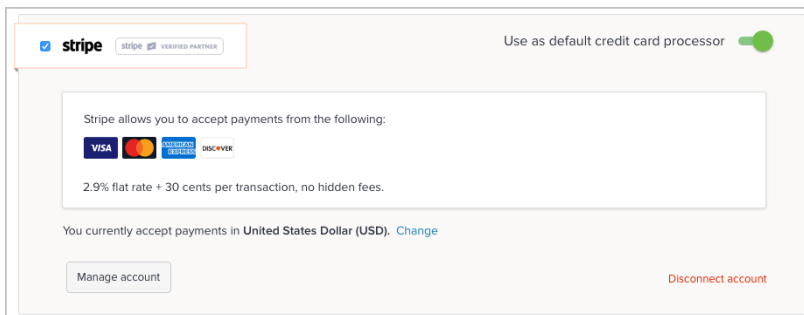 stripe stripe VERIFIED PARTNER Use as default credit card processor
Stripe allows you to accept payments from the following:
VISA AMERICAN EXPRESS DISCOVER
2.9% flat rate + 30 cents per transaction, no hidden fees.
You currently accept payments in United States Dollar (USD). Change
Manage account Disconnect account